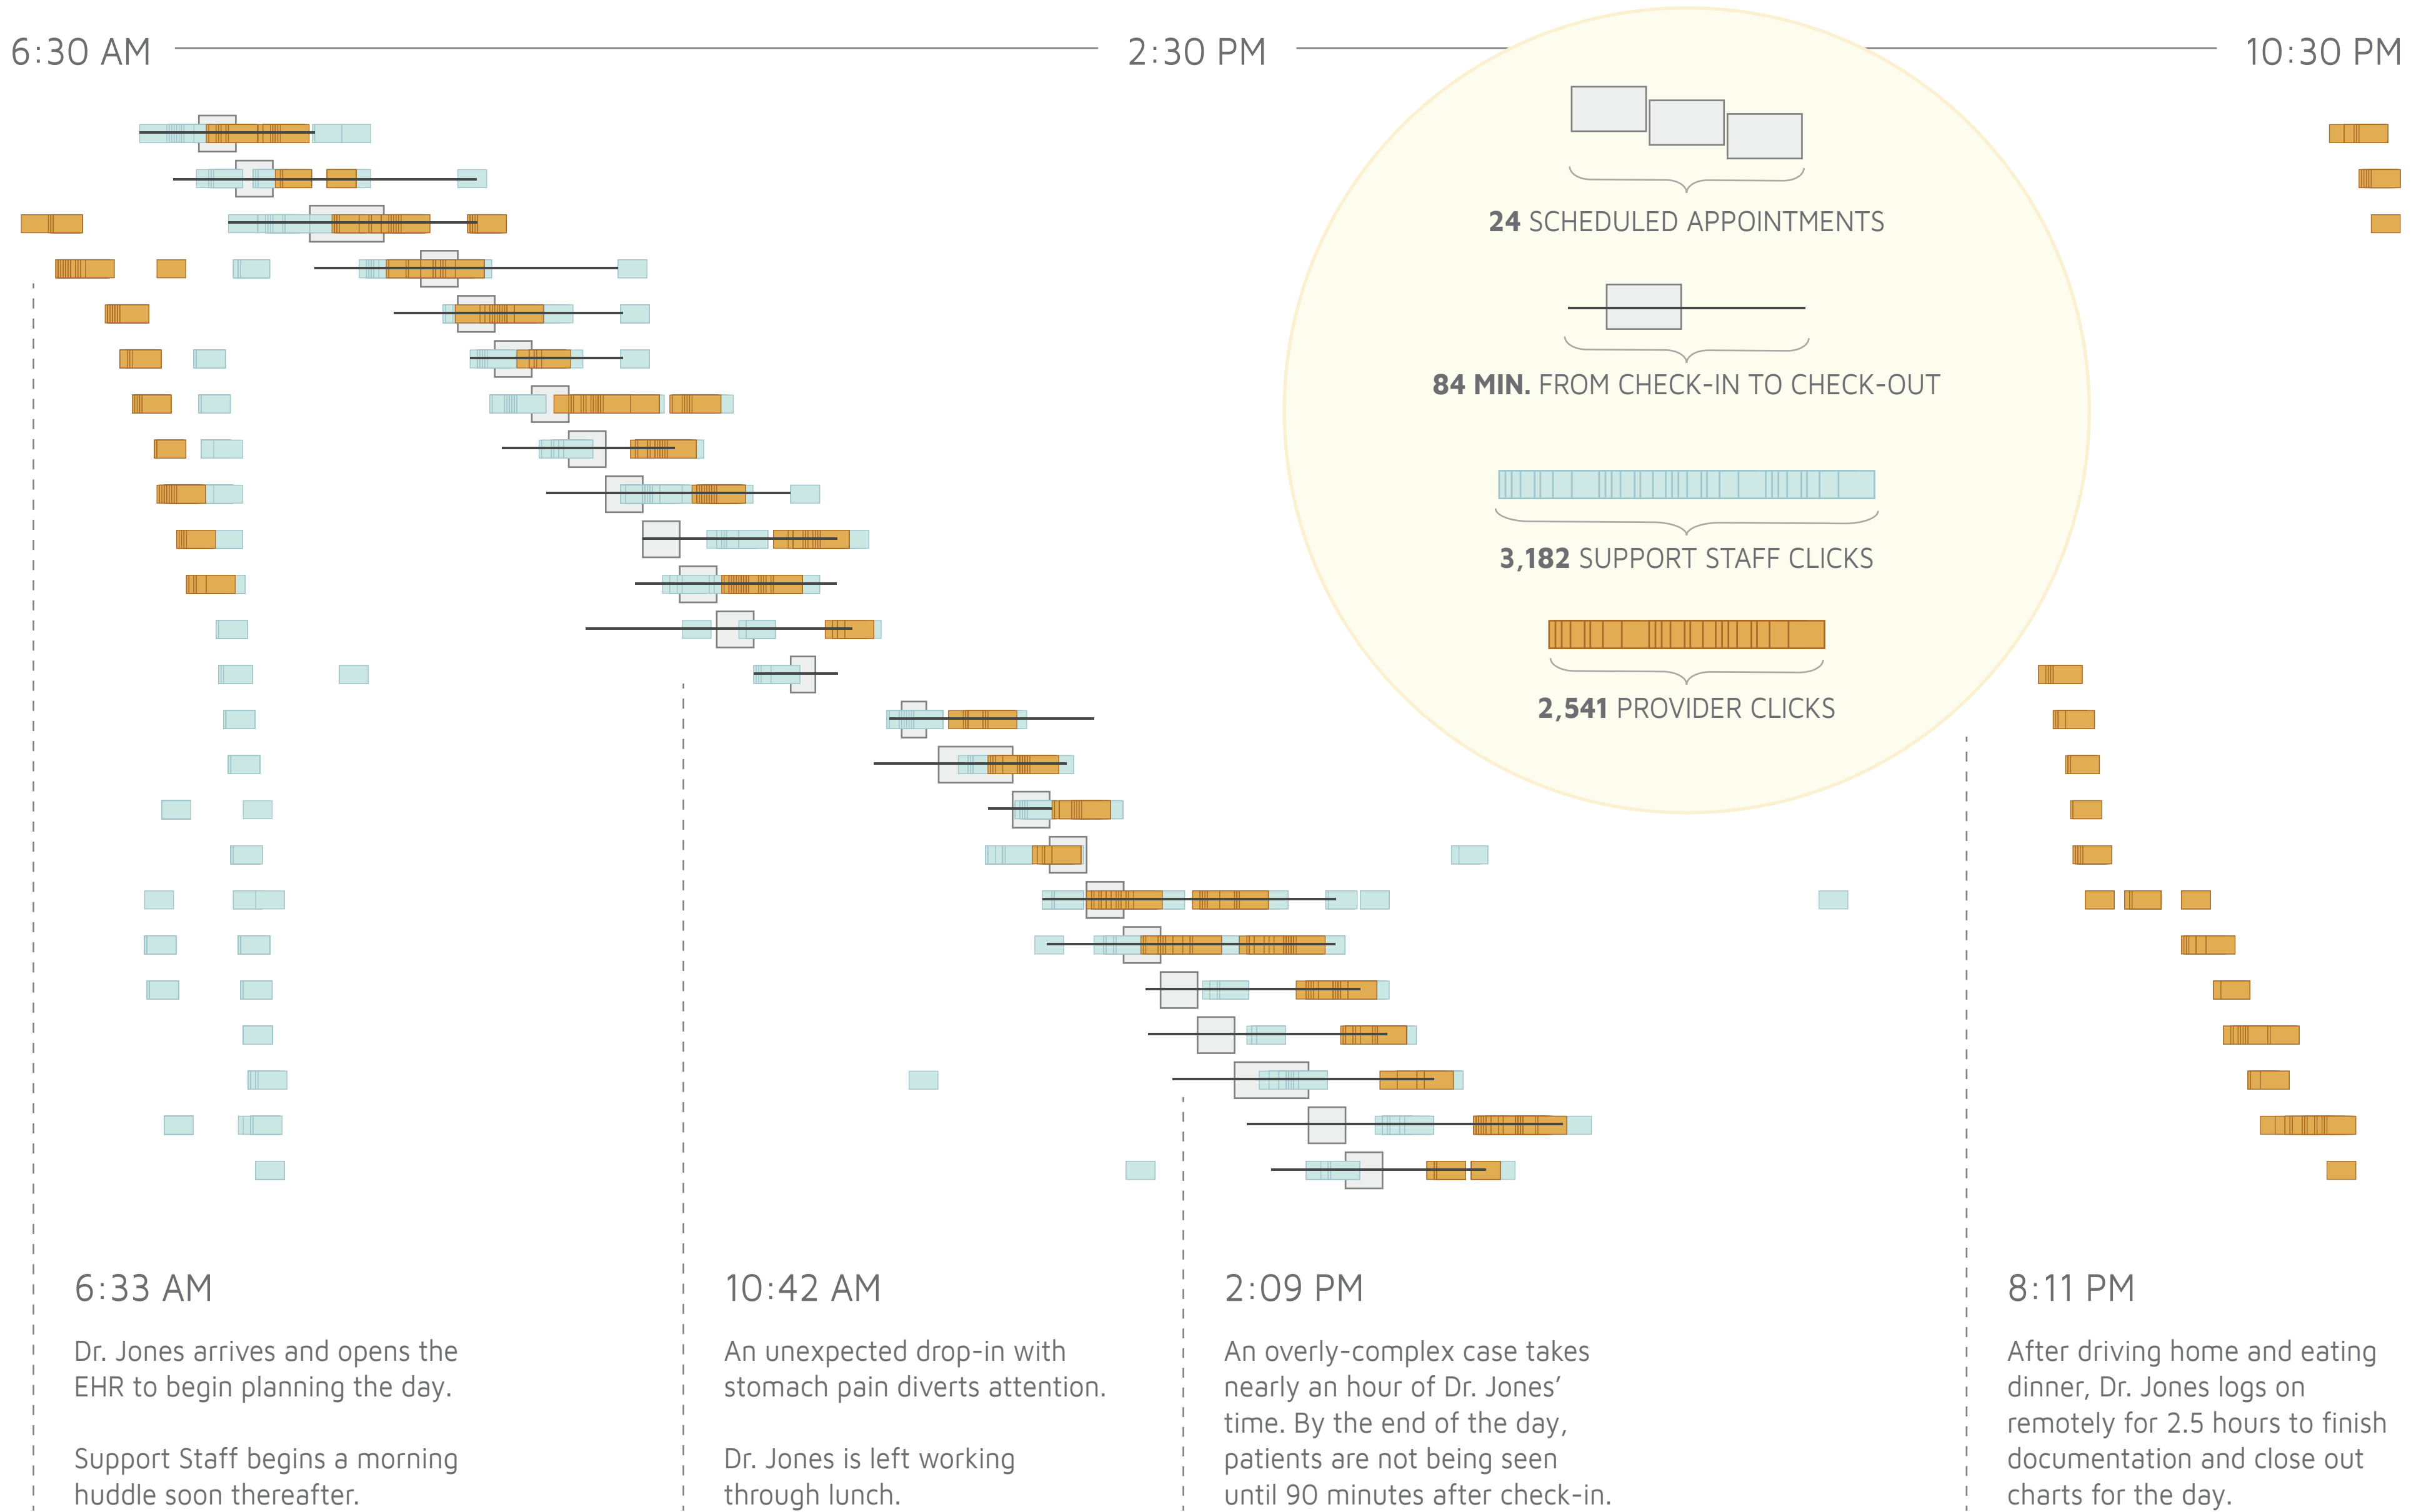 6:30 AM
2:30 PM
10:30 PM
24 SCHEDULED APPOINTMENTS
84 MIN. FROM CHECK-IN TO CHECK-OUT
3,182 SUPPORT STAFF CLICKS
2,541 PROVIDER CLICKS
6:33 AM
Dr. Jones arrives and opens the
EHR to begin planning the day.
Support Staff begins a morning
huddle soon thereafter.
10:42 AM
An unexpected drop-in with
stomach pain diverts attention.
Dr. Jones is left working
through lunch.
2:09 PM
An overly-complex case takes
nearly an hour of Dr. Jones’
time. By the end of the day,
patients are not being seen
until 90 minutes after check-in.
8:11 PM
After driving home and eating
dinner, Dr. Jones logs on
remotely for 2.5 hours to finish
documentation and close out
charts for the day.